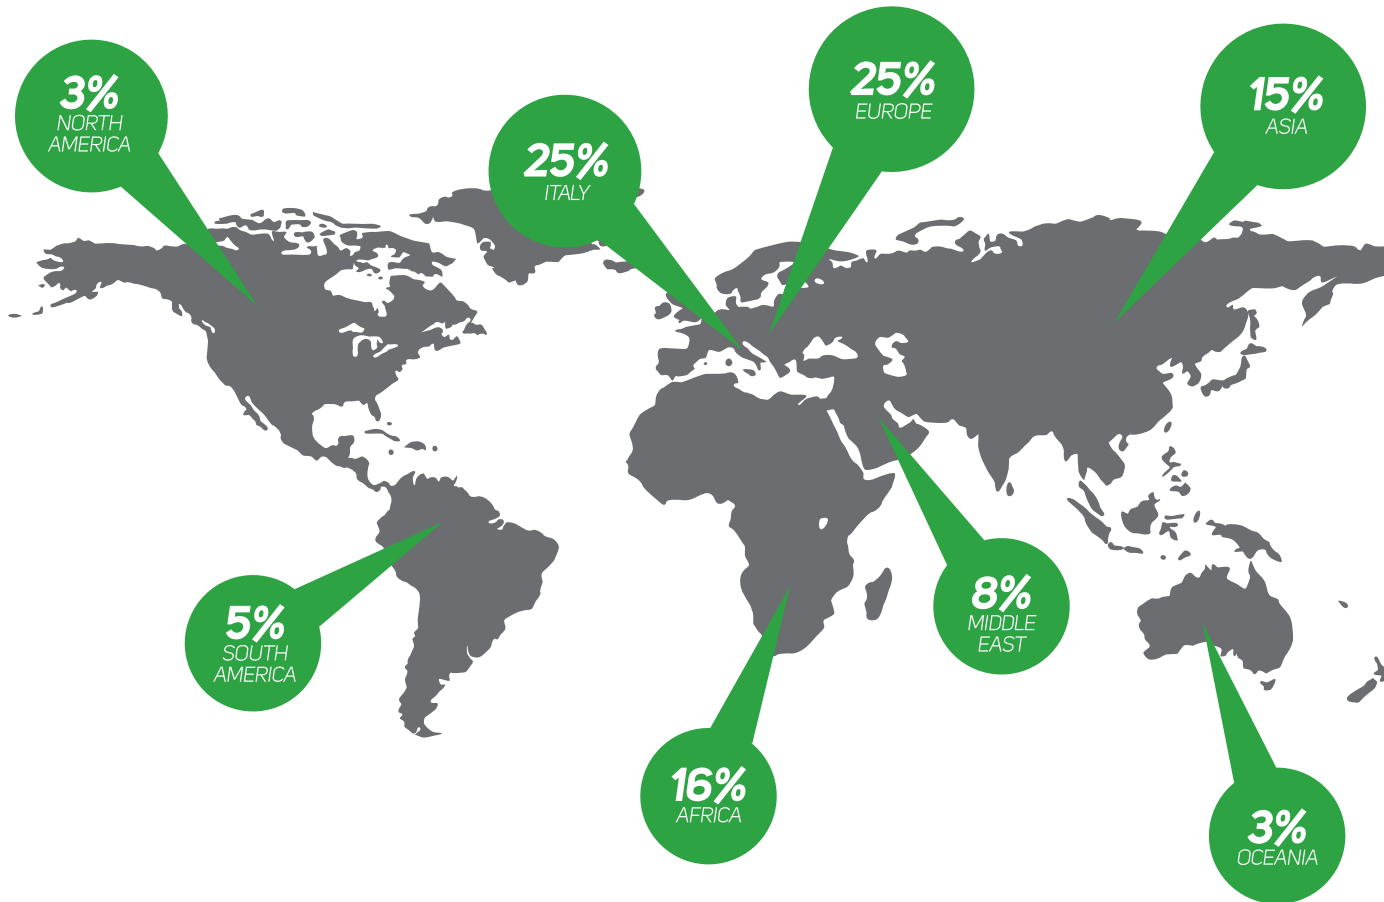 3%
NORTH
AMERICA
25%
ITALY
25%
EUROPE
15%
ASIA
5%
SOUTH
AMERICA
16%
AFRICA
8%
MIDDLE
EAST
3%
OCEANIA